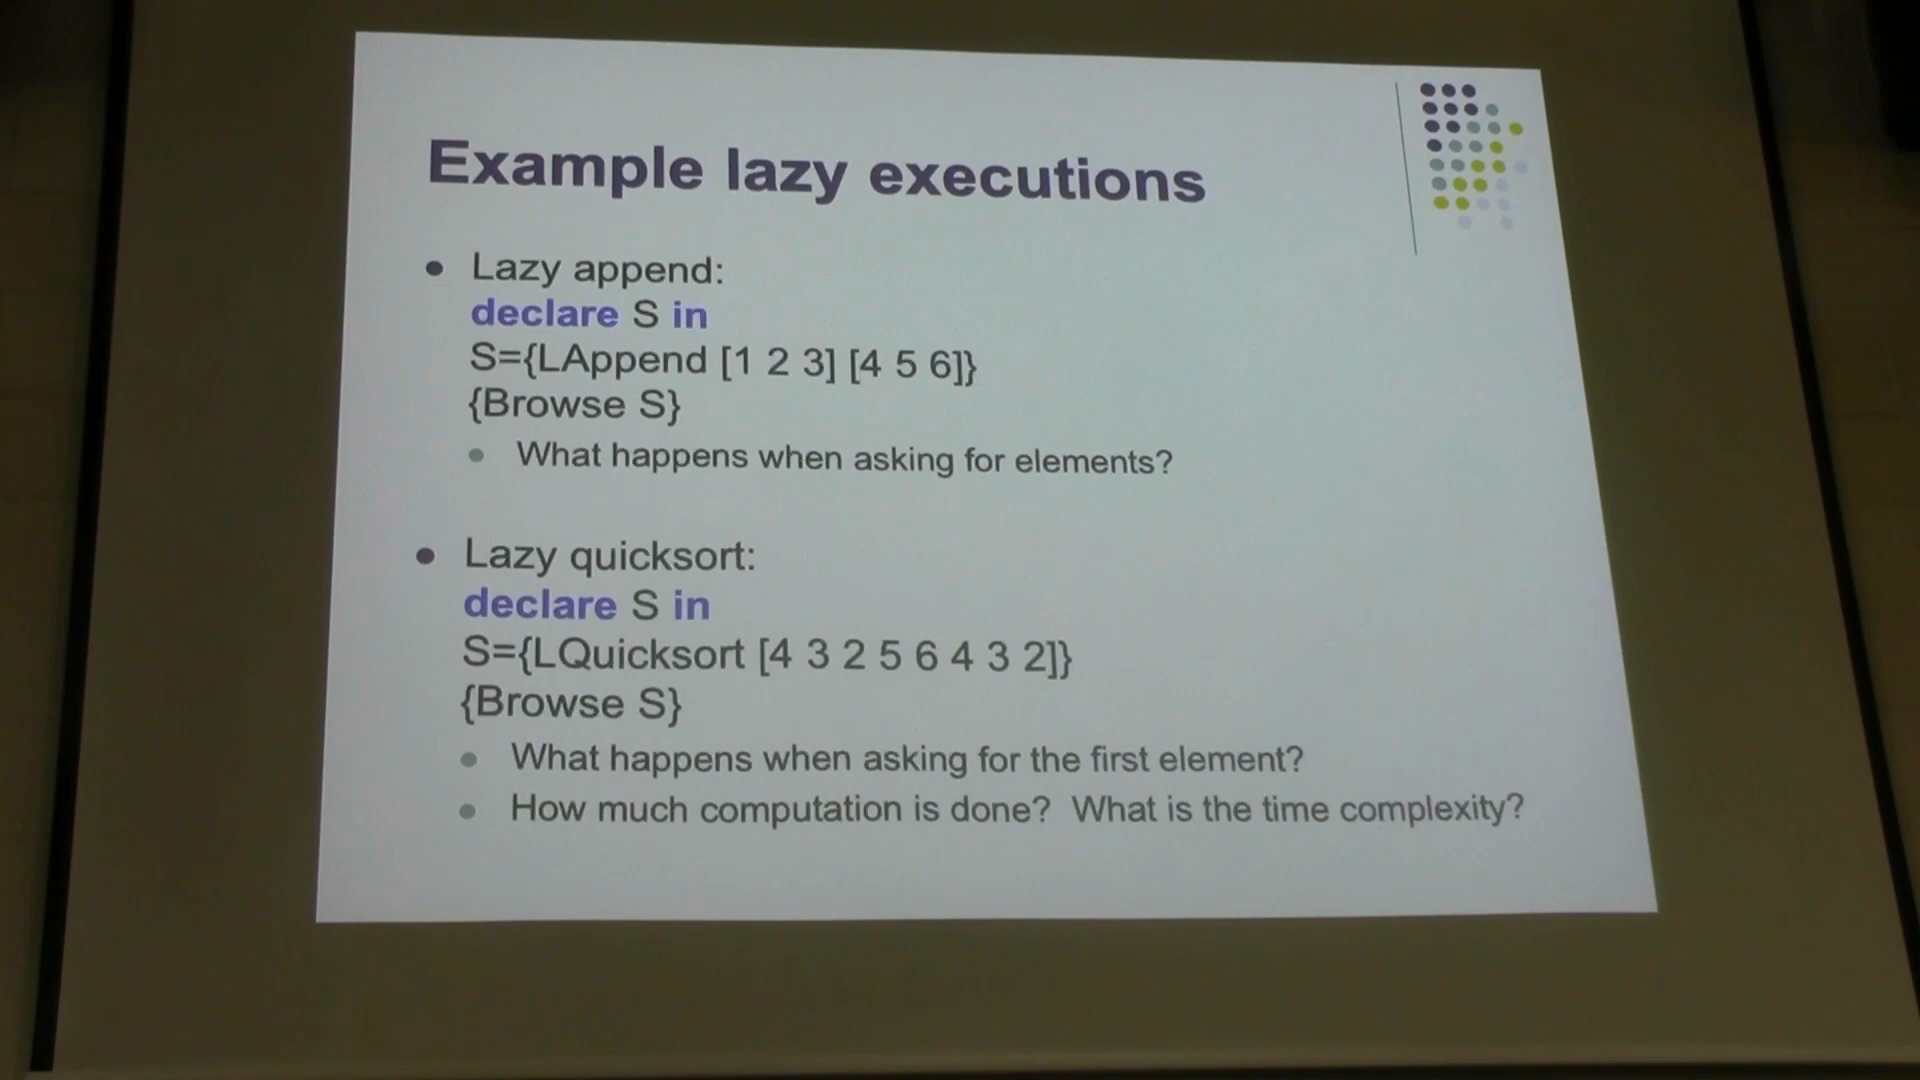 Example lazy executions
Lazy append:
declare S in
S={LAppend [1 2 3] [4 5 6]}
{Browse S}
What happens when asking for elements?
Lazy quicksort:
declare S in
S={LQuicksort [4 3 2 5 6 4 3 2]}
{Browse S}
What happens when asking for the first element?
How much computation is done? What is the time complexity?